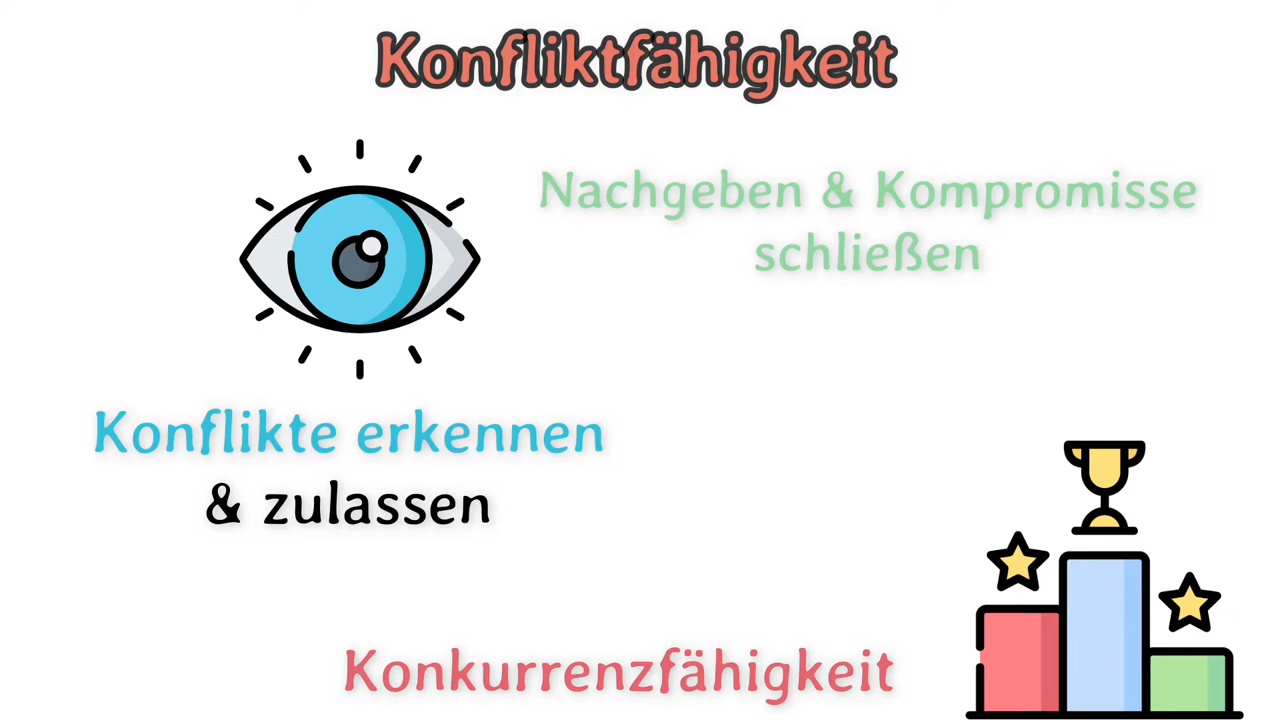 Konfliktfähigkeit
Nachgeben & Kompromisse
schließen
Konflikte erkennen
& zulassen
Konkurrenzfähigkeit